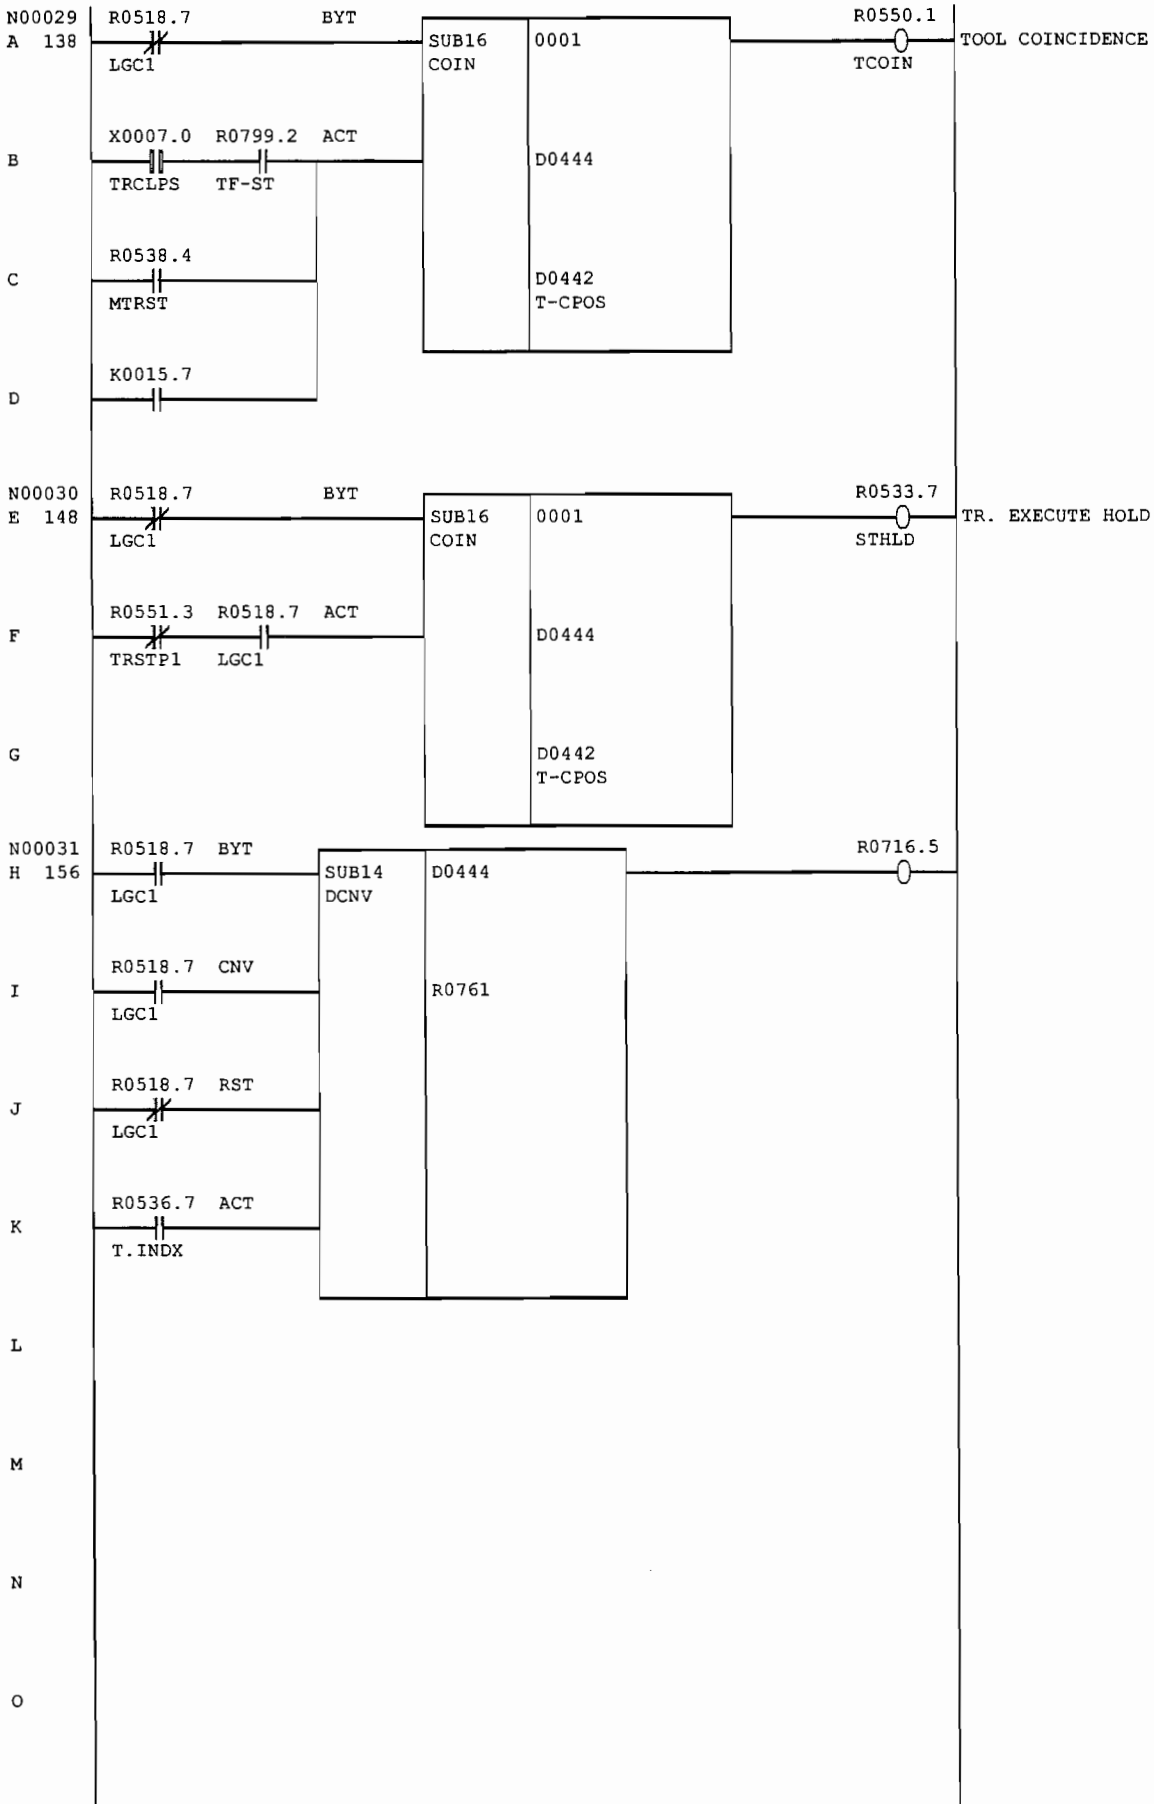 N00029 R0518.7 BYT R0550.1
A 138 SUB16 0001 TOOL COINCIDENCE
LGC1 COIN TCOIN
X0007.0 R0799.2 ACT
B D0444
TRCLPS TF-ST
R0538.4
C D0442
MTRST T-CPOS
K0015.7
D
N00030 R0518.7 BYT R0533.7
E 148 SUB16 0001 TR. EXECUTE HOLD
LGC1 COIN STHLD
R0551.3 R0518.7 ACT
F D0444
TRSTP1 LGC1
G D0442
T-CPOS
N00031 R0518.7 BYT R0716.5
H 156 SUB14 D0444
LGC1 DCNV
R0518.7 CNV
I R0761
LGC1
R0518.7 RST
J
LGC1
R0536.7 ACT
K
T.INDX
L
M
N
O